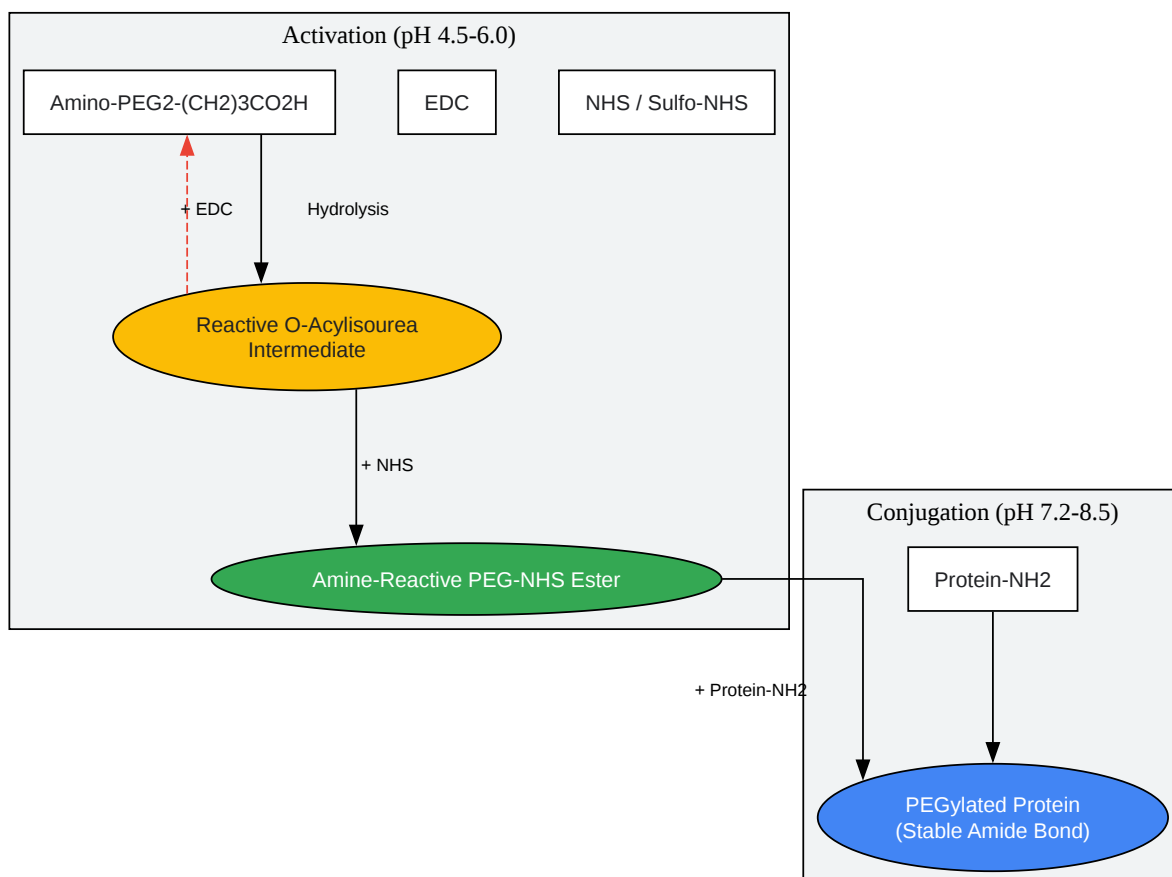 Activation (pH 4.5-6.0)
Amino-PEG2-(CH2)3CO2H
EDC
NHS / Sulfo-NHS
+ EDC
Hydrolysis
Reactive O-Acylisourea
Intermediate
+ NHS
Conjugation (pH 7.2-8.5)
Amine-Reactive PEG-NHS Ester
Protein-NH2
+ Protein-NH2
PEGylated Protein
(Stable Amide Bond)